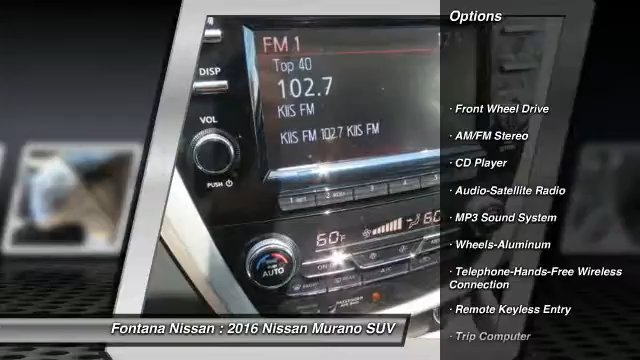 Options
FM 1
Top 40
102.7
KIIS FM
KIIS FM 102.7 KIIS FM
DISP
VOL
PUSH
60°F
60
AUTO
· Front Wheel Drive
· AM/FM Stereo
· CD Player
· Audio-Satellite Radio
· MP3 Sound System
· Wheels-Aluminum
· Telephone-Hands-Free Wireless
Connection
· Remote Keyless Entry
· Trip Computer
Fontana Nissan : 2016 Nissan Murano SUV